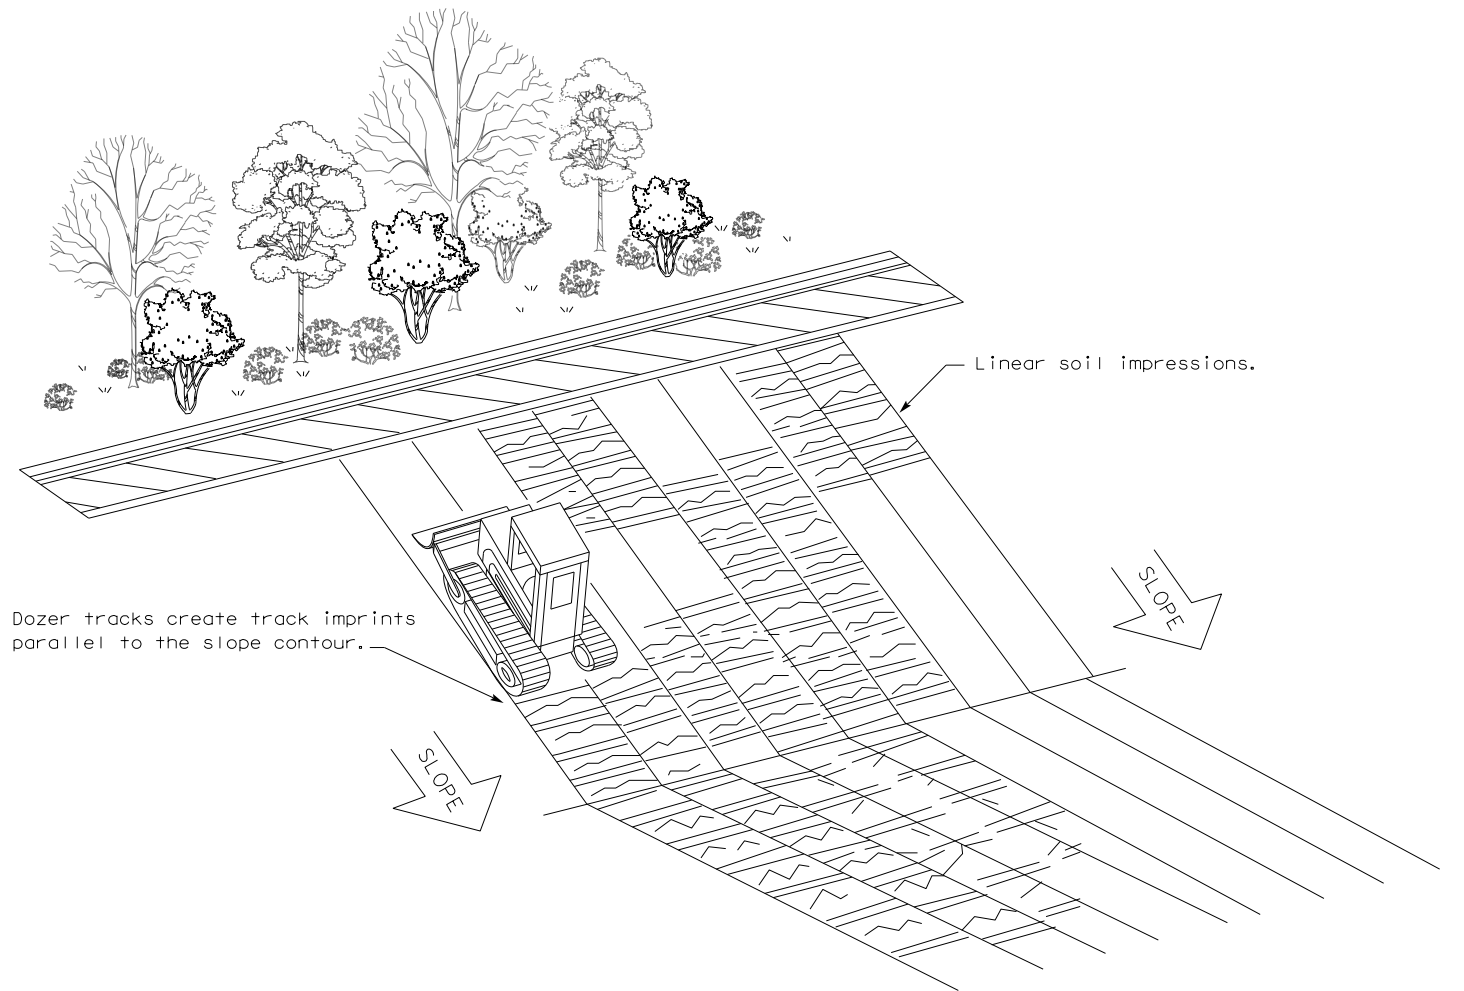 Linear soil impressions.
SLOPE
Dozer tracks create track imprints
parallel to the slope contour.
SLOPE